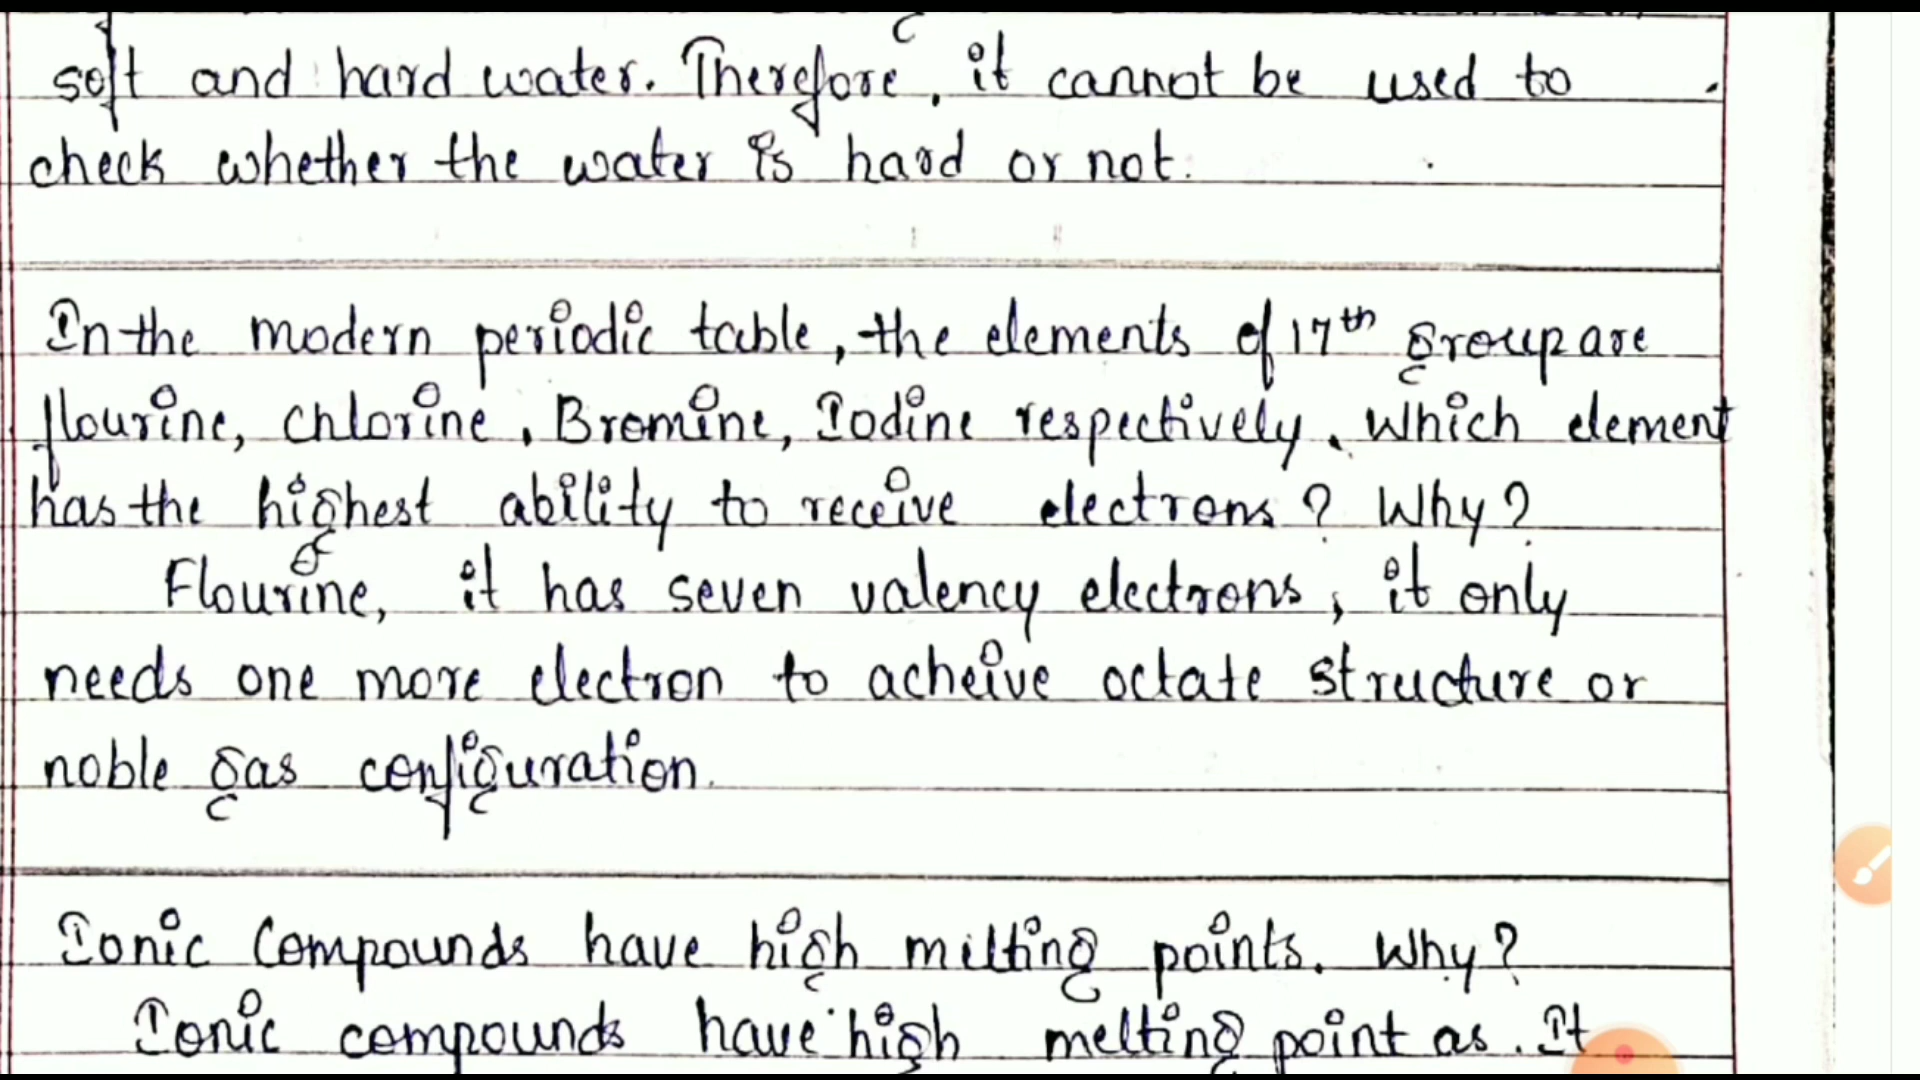 soft and hard water. Therefore, it cannot be used to
check whether the water is hard or not.
In the modern periodic table, the elements of 17th group are
flourine, Chlorine, Bromine, Iodine respectively. Which element
has the highest ability to receive electrons? Why?
Flourine, it has seven valency electrons, it only
needs one more electron to acheive octate structure or
noble gas configuration.
Ionic Compounds have high milting points. Why?
Ionic compounds have high melting point as. It